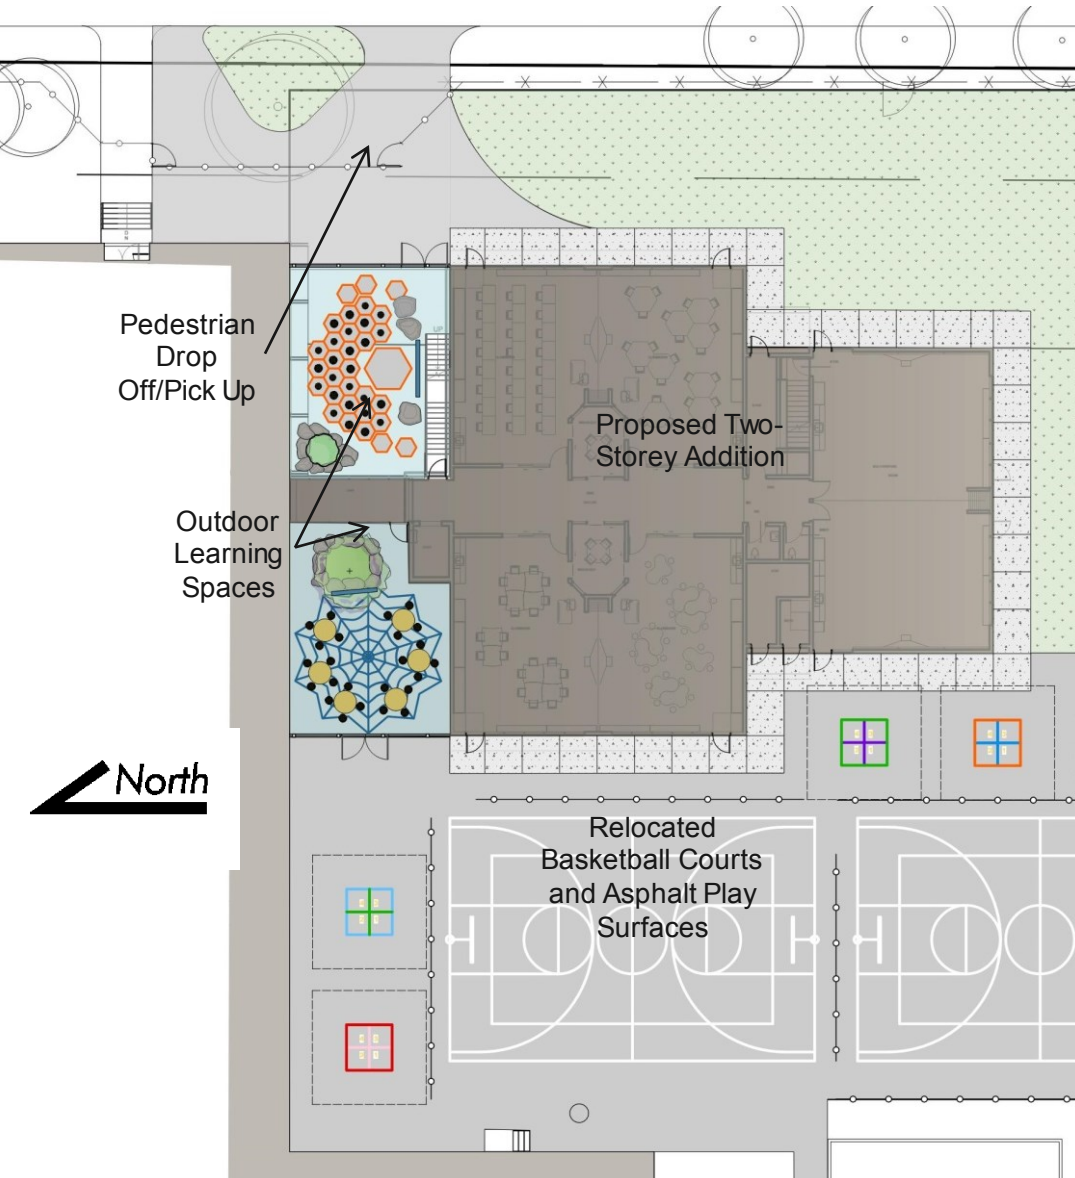 Pedestrian
Drop
Off/Pick Up
UP
Proposed Two-
Storey Addition
Outdoor
Learning
Spaces
North
Relocated
Basketball Courts
and Asphalt Play
Surfaces